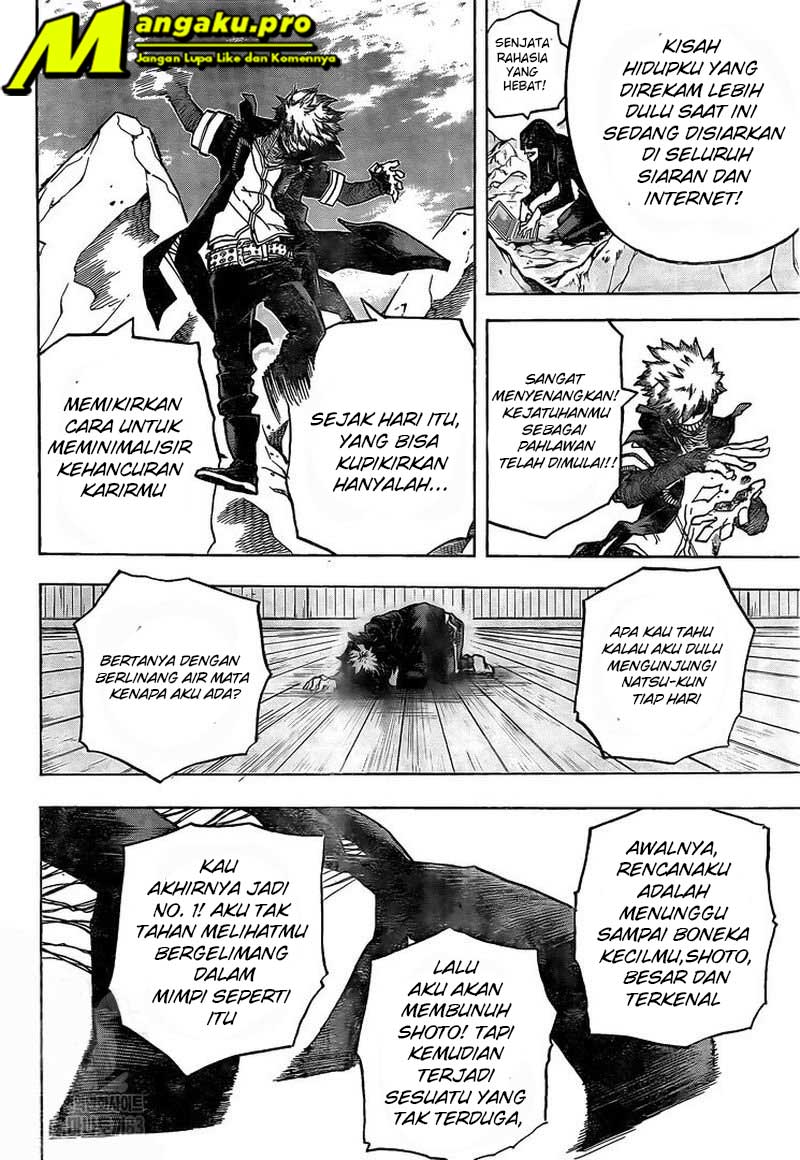 Mangaku.pro
Jangan Lupa Like dan Komennya
KISAH
HIDUPKU YANG
DIREKAM LEBIH
DULU SAAT INI
SEDANG DISIARKAN
DI SELURUH
SIARAN DAN
INTERNET!
SENJATA
RAHASIA
YANG
HEBAT!
SANGAT
MENYENANGKAN!
KEJATUHANMU
SEBAGAI
PAHLAWAN
TELAH DIMULAI!!
SEJAK HARI ITU,
YANG BISA
KUPIKIRKAN
HANYALAH...
MEMIKIRKAN
CARA UNTUK
MEMINIMALISIR
KEHANCURAN
KARIRMU
APA KAU TAHU
KALAU AKU DULU
MENGUNJUNGI
NATSU-KUN
TIAP HARI
BERTANYA DENGAN
BERLINANG AIR MATA
KENAPA AKU ADA?
AWALNYA,
RENCANAKU
ADALAH
MENUNGGU
SAMPAI BONEKA
KECILMU,SHOTO,
BESAR DAN
TERKENAL
LALU
AKU AKAN
MEMBUNUH
SHOTO! TAPI
KEMUDIAN
TERJADI
SESUATU YANG
TAK TERDUGA,
KAU
AKHIRNYA JADI
NO. 1! AKU TAK
TAHAN MELIHATMU
BERGELIMANG
DALAM
MIMPI SEPERTI
ITU